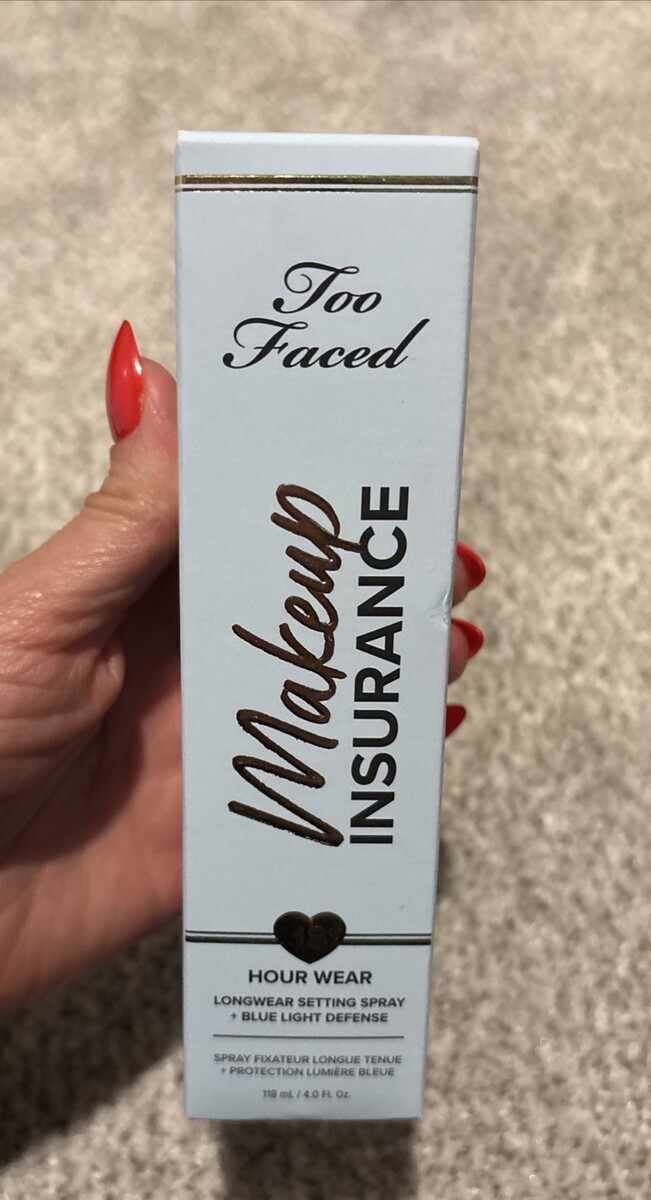 Too
Faced
Makeup
INSURANCE
HOUR WEAR
LONGWEAR SETTING SPRAY
+ BLUE LIGHT DEFENSE
SPRAY FIXATEUR LONGUE TENUE
+ PROTECTION LUMIÈRE BLEUE
118 mL / 4.0 Fl. Oz.